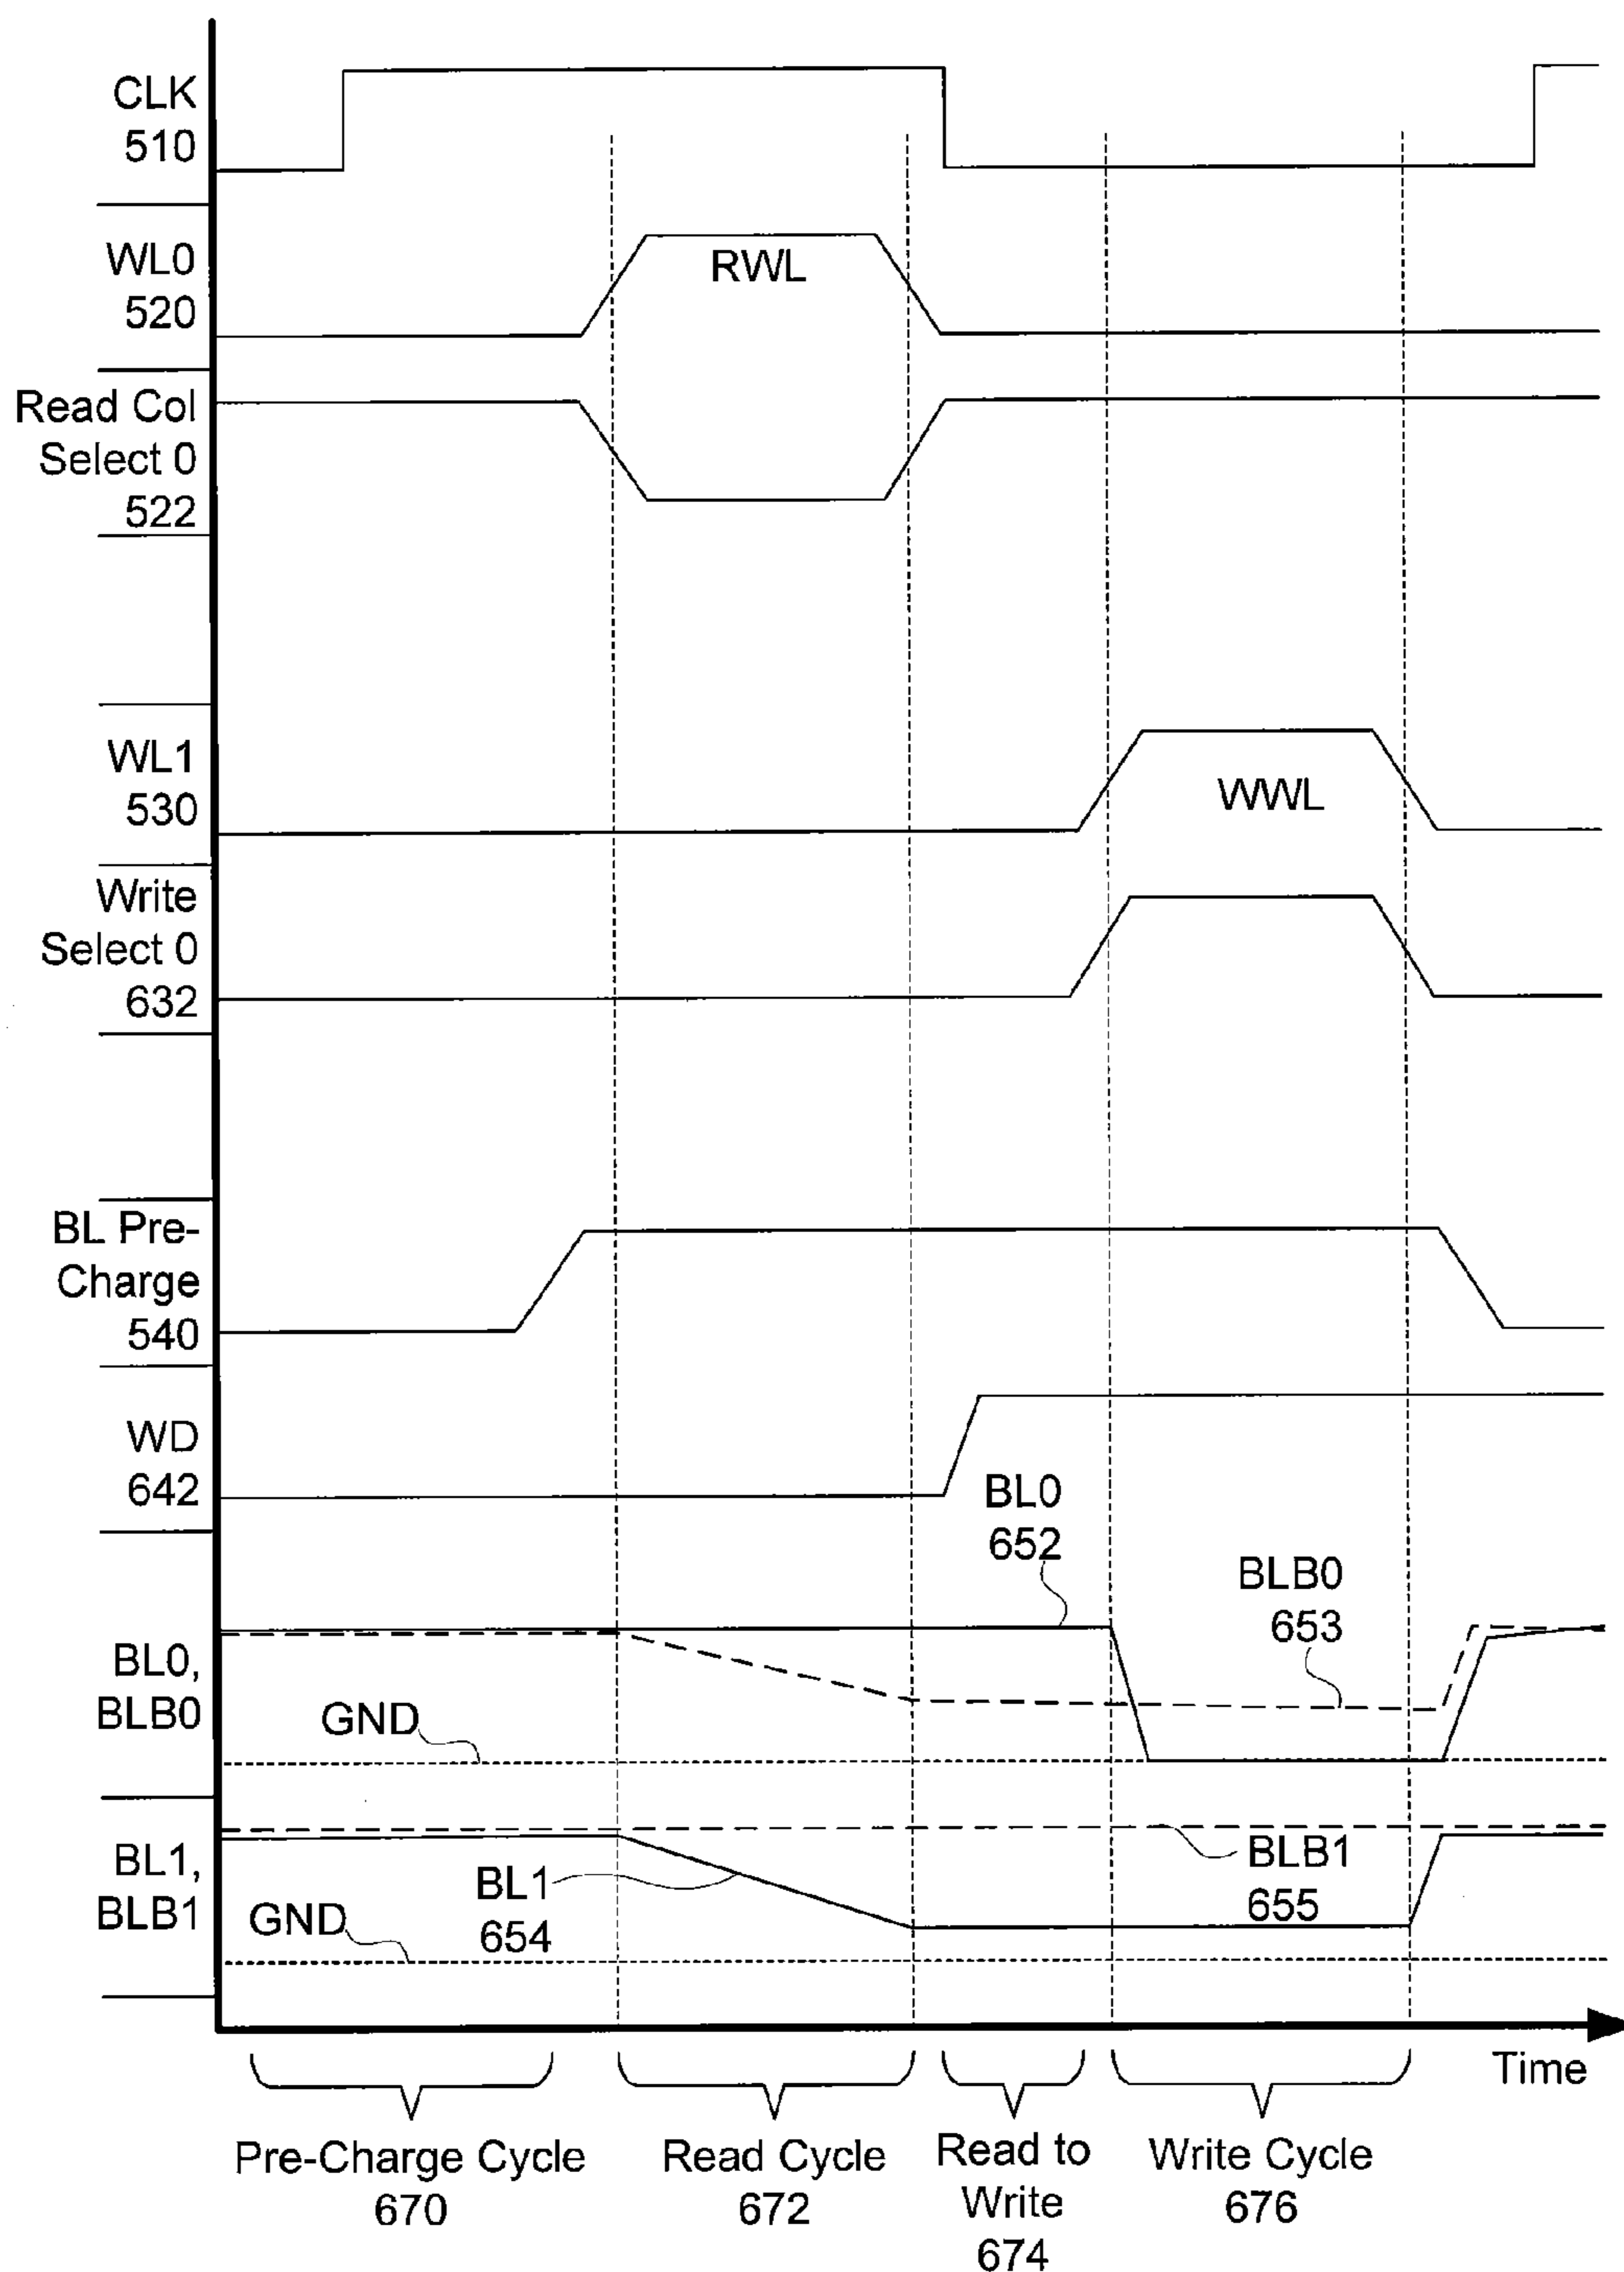 CLK
510
WL0
520
RWL
Read Col
Select 0
522
WL1
530
WWL
Write
Select 0
632
BL Pre-
Charge
540
WD
642
BL0
652
BLB0
653
BL0,
BLB0
GND
BL1,
BLB1
BL1
654
GND
BLB1
655
Time
Pre-Charge Cycle
670
Read Cycle
672
Read to
Write
674
Write Cycle
676